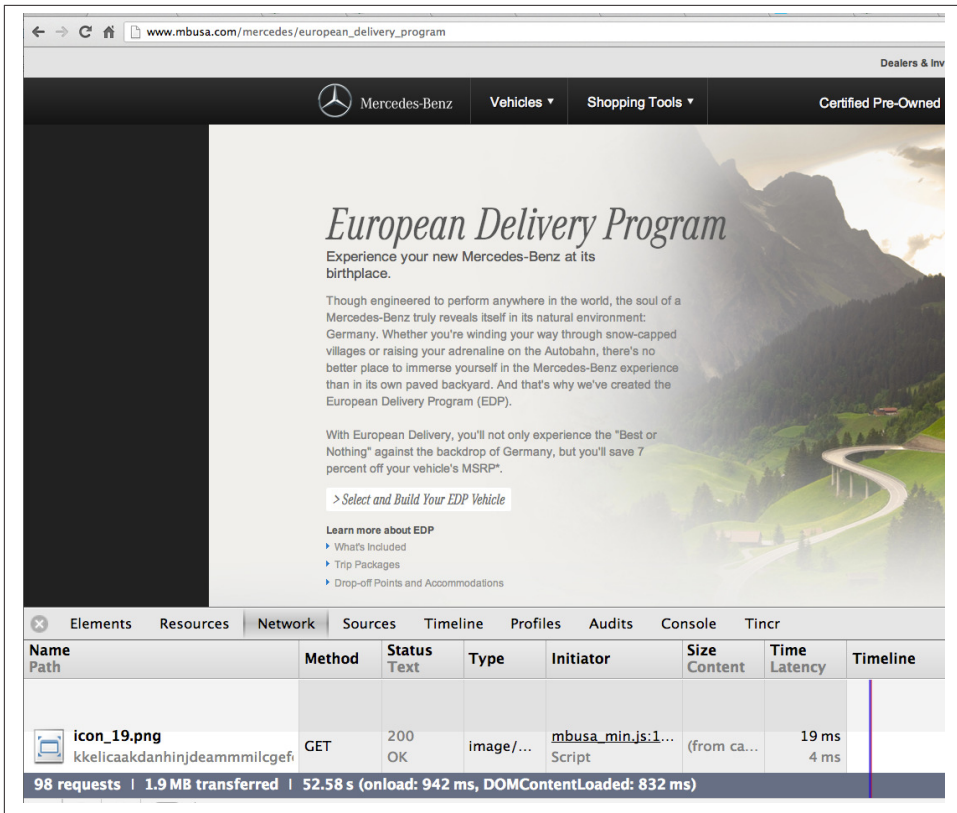 www.mbusa.com/mercedes/european_delivery_program
Dealers & Inv
Mercedes-Benz Vehicles ▾ Shopping Tools ▾ Certified Pre-Owned
European Delivery Program
Experience your new Mercedes-Benz at its
birthplace.
Though engineered to perform anywhere in the world, the soul of a
Mercedes-Benz truly reveals itself in its natural environment:
Germany. Whether you're winding your way through snow-capped
villages or raising your adrenaline on the Autobahn, there's no
better place to immerse yourself in the Mercedes-Benz experience
than in its own paved backyard. And that's why we've created the
European Delivery Program (EDP).
With European Delivery, you'll not only experience the "Best or
Nothing" against the backdrop of Germany, but you'll save 7
percent off your vehicle's MSRP*.
> Select and Build Your EDP Vehicle
Learn more about EDP
What's Included
Trip Packages
Drop-off Points and Accommodations
Elements Resources Network Sources Timeline Profiles Audits Console Tincr
Name Method Status Type Initiator Size Time Timeline
Path Text Content Latency
icon_19.png GET 200 image/... mbusa_min.js:1... (from ca... 19 ms
kkelicaakdanhinjdeammmilcgef OK Script 4 ms
98 requests | 1.9 MB transferred | 52.58 s (onload: 942 ms, DOMContentLoaded: 832 ms)